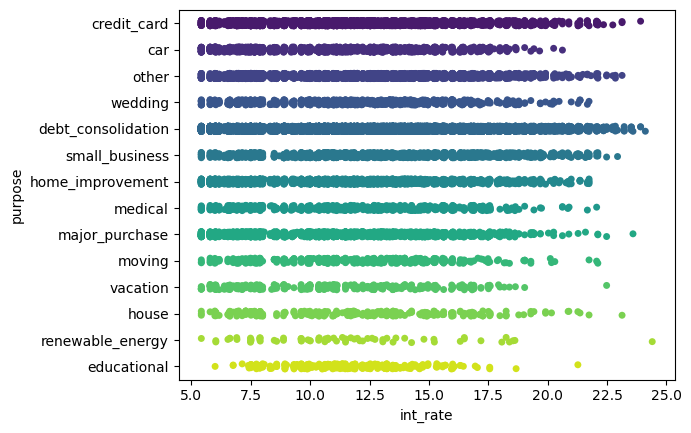 credit_card
car
other
wedding
debt_consolidation
small_business
home_improvement
medical
major_purchase
moving
vacation
house
renewable_energy
educational
purpose
5.0 7.5 10.0 12.5 15.0 17.5 20.0 22.5 25.0
int_rate